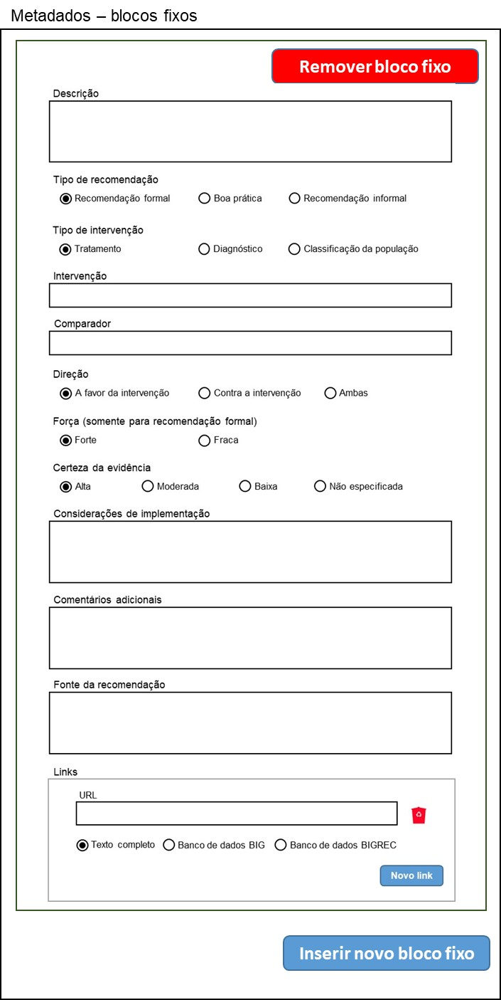 Metadados – blocos fixos
Remover bloco fixo
Descrição
Tipo de recomendação
Recomendação formal Boa prática Recomendação informal
Tipo de intervenção
Tratamento Diagnóstico Classificação da população
Intervenção
Comparador
Direção
A favor da intervenção Contra a intervenção Ambas
Força (somente para recomendação formal)
Forte Fraca
Certeza da evidência
Alta Moderada Baixa Não especificada
Considerações de implementação
Comentários adicionais
Fonte da recomendação
Links
URL
Texto completo Banco de dados BIG Banco de dados BIGREC
Novo link
Inserir novo bloco fixo